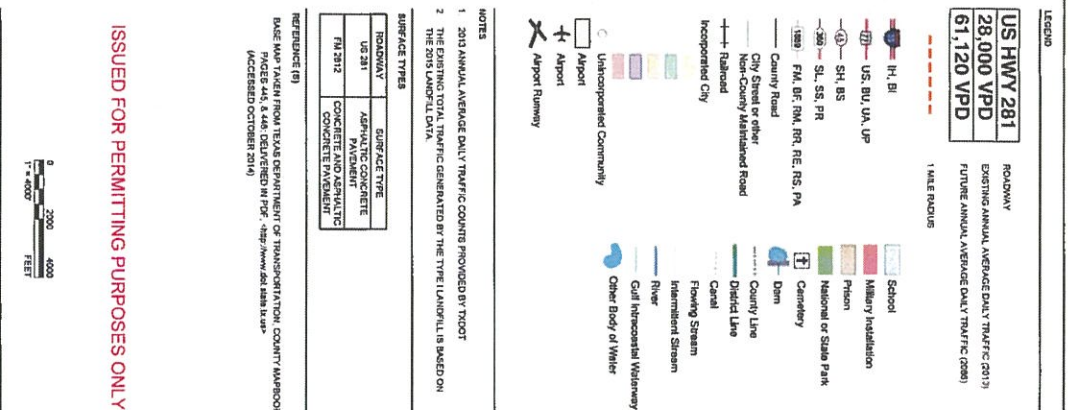 LEGEND
US HWY 281
28,000 VPD
61,120 VPD
ROADWAY
EXISTING ANNUAL AVERAGE DAILY TRAFFIC (2013)
FUTURE ANNUAL AVERAGE DAILY TRAFFIC (2086)
1 MILE RADIUS
IH, BI
US, BU, UA, UP
SH, BS
SL, SS, PR
FM, BF, RM, RR, RE, RS, PA
County Road
City Street or other
Non-County Maintained Road
Railroad
Incorporated City
Unincorporated Community
Airport
Airport
Airport Runway
School
Military Installation
Prison
National or State Park
Cemetery
Dam
County Line
District Line
Canal
Flowing Stream
Intermittent Stream
River
Gulf Intracoastal Waterway
Other Body of Water
NOTES
1 2013 ANNUAL AVERAGE DAILY TRAFFIC COUNTS PROVIDED BY TXDOT
2 THE EXISTING TOTAL TRAFFIC GENERATED BY THE TYPE I LANDFILL IS BASED ON
THE 2015 LANDFILL DATA.
SURFACE TYPES
ROADWAY SURFACE TYPE
US 281 ASPHALTIC CONCRETE
PAVEMENT
FM 2812 CONCRETE AND ASPHALTIC
CONCRETE PAVEMENT
REFERENCE (S)
BASE MAP TAKEN FROM TEXAS DEPARTMENT OF TRANSPORTATION, COUNTY MAPBOOK
PAGES 445, & 446; DELIVERED IN PDF, <http://www.dot.state.tx.us>
(ACCESSED OCTOBER 2014)
ISSUED FOR PERMITTING PURPOSES ONLY
0 2000 4000
1" = 4000' FEET